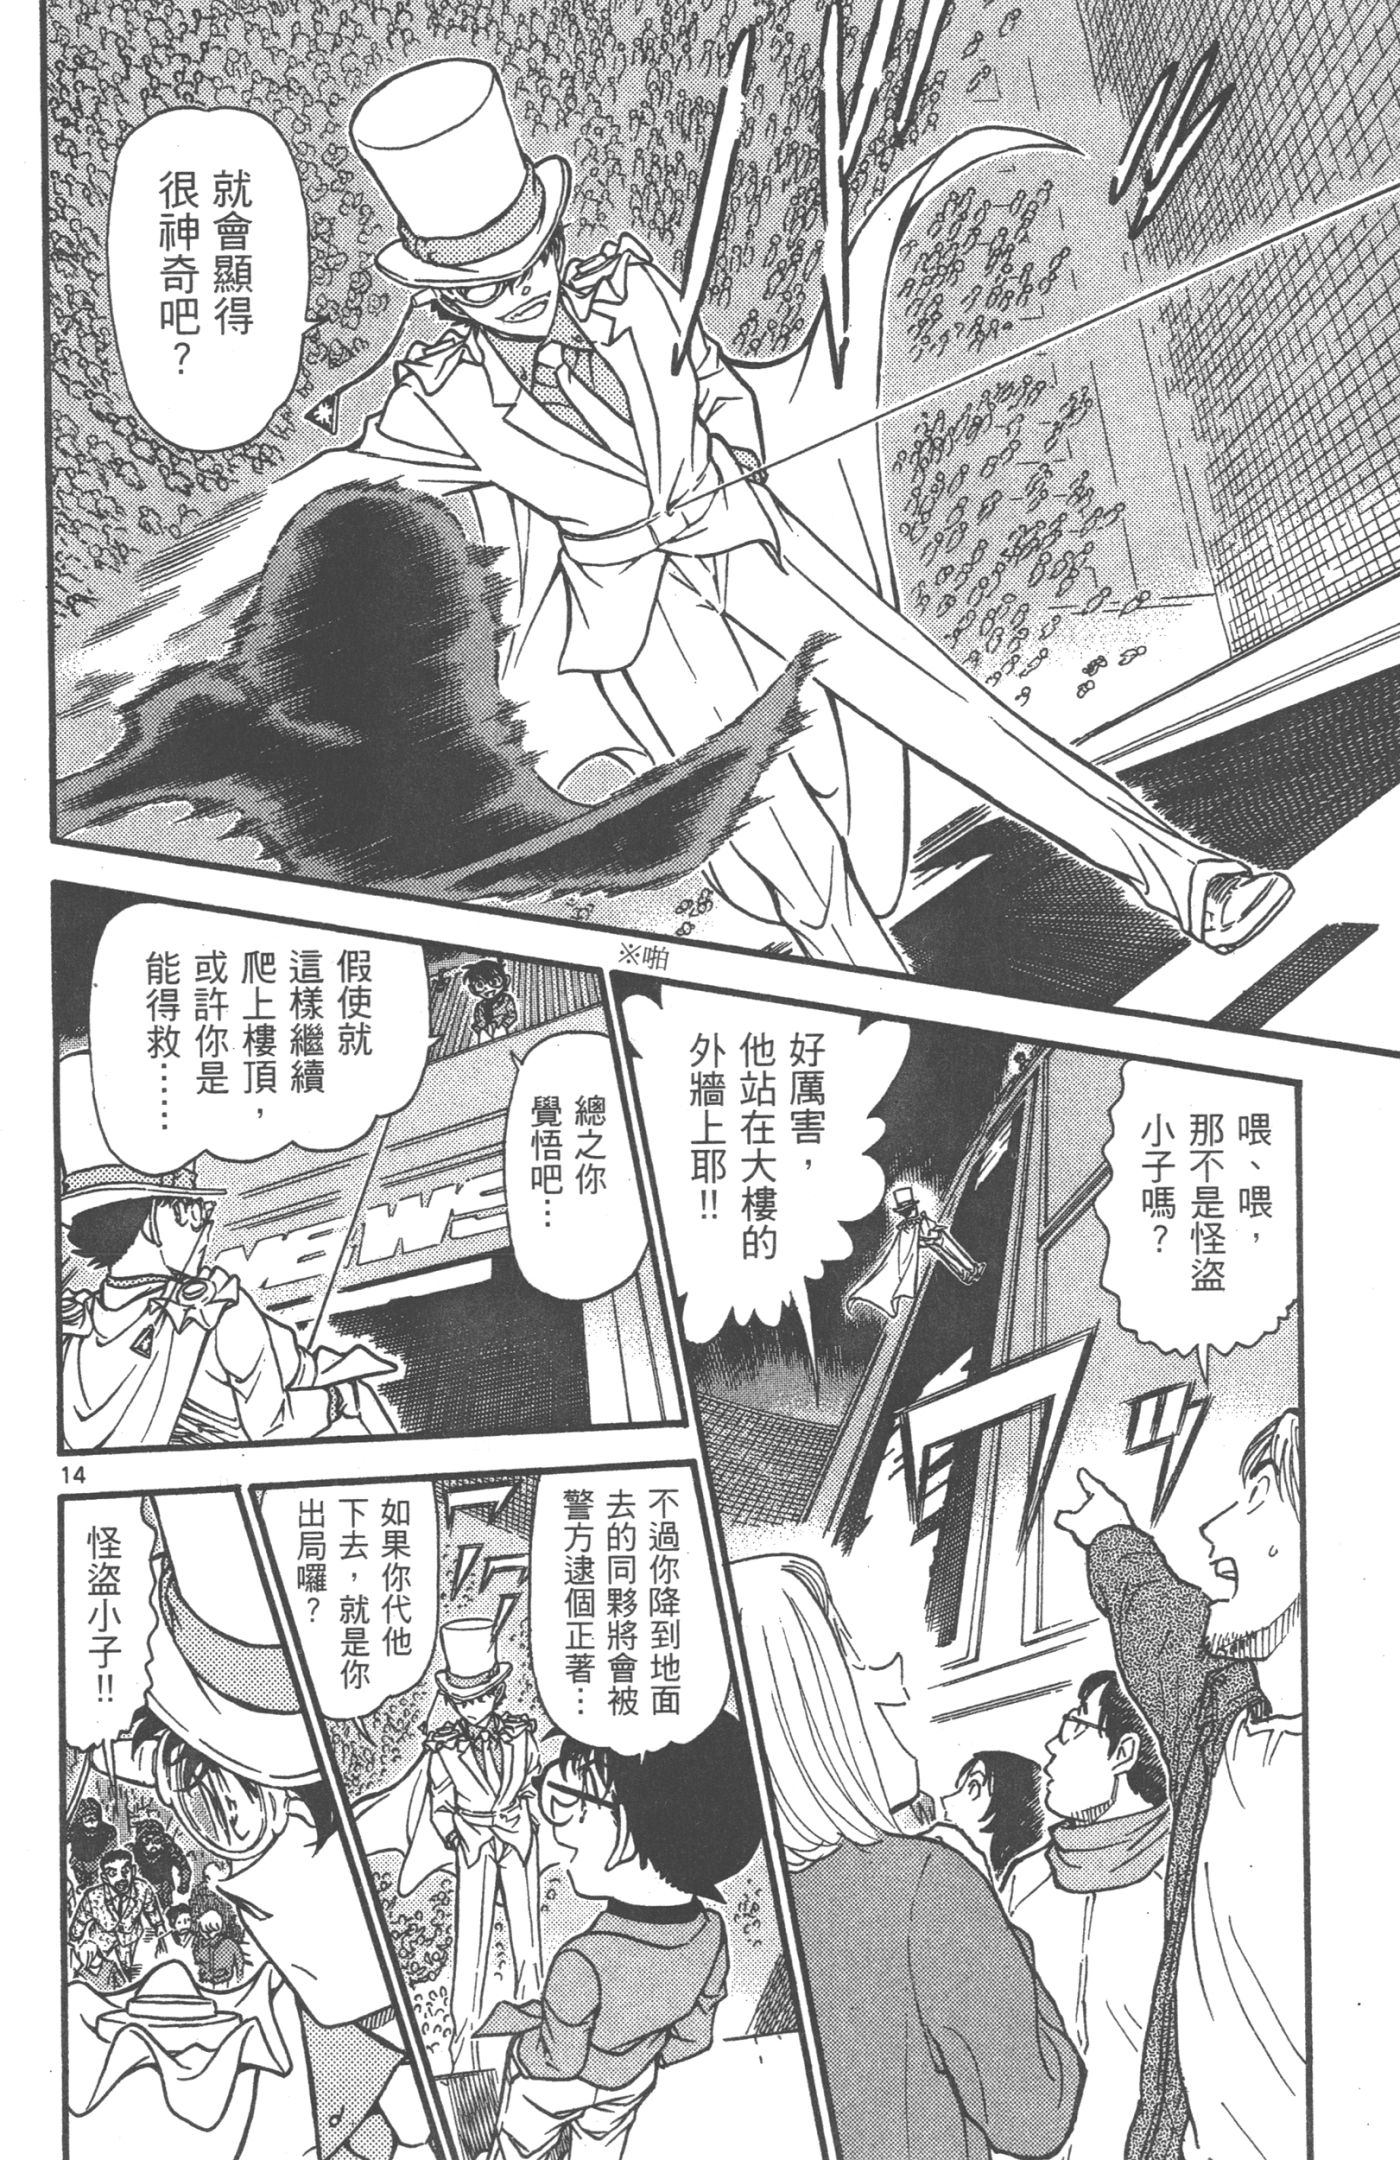 就會顯得
很神奇吧？
※啪
喂、喂，
那不是怪盜
小子嗎？
好厲害，
他站在大樓的
外牆上耶!!
總之你
覺悟吧…
假使就
這樣繼續
爬上樓頂，
或許你是
能得救……
NEWS
14
不過你降到地面
去的同夥將會被
警方逮個正著…
如果你代他
下去，就是你
出局囉？
怪盜小子!!